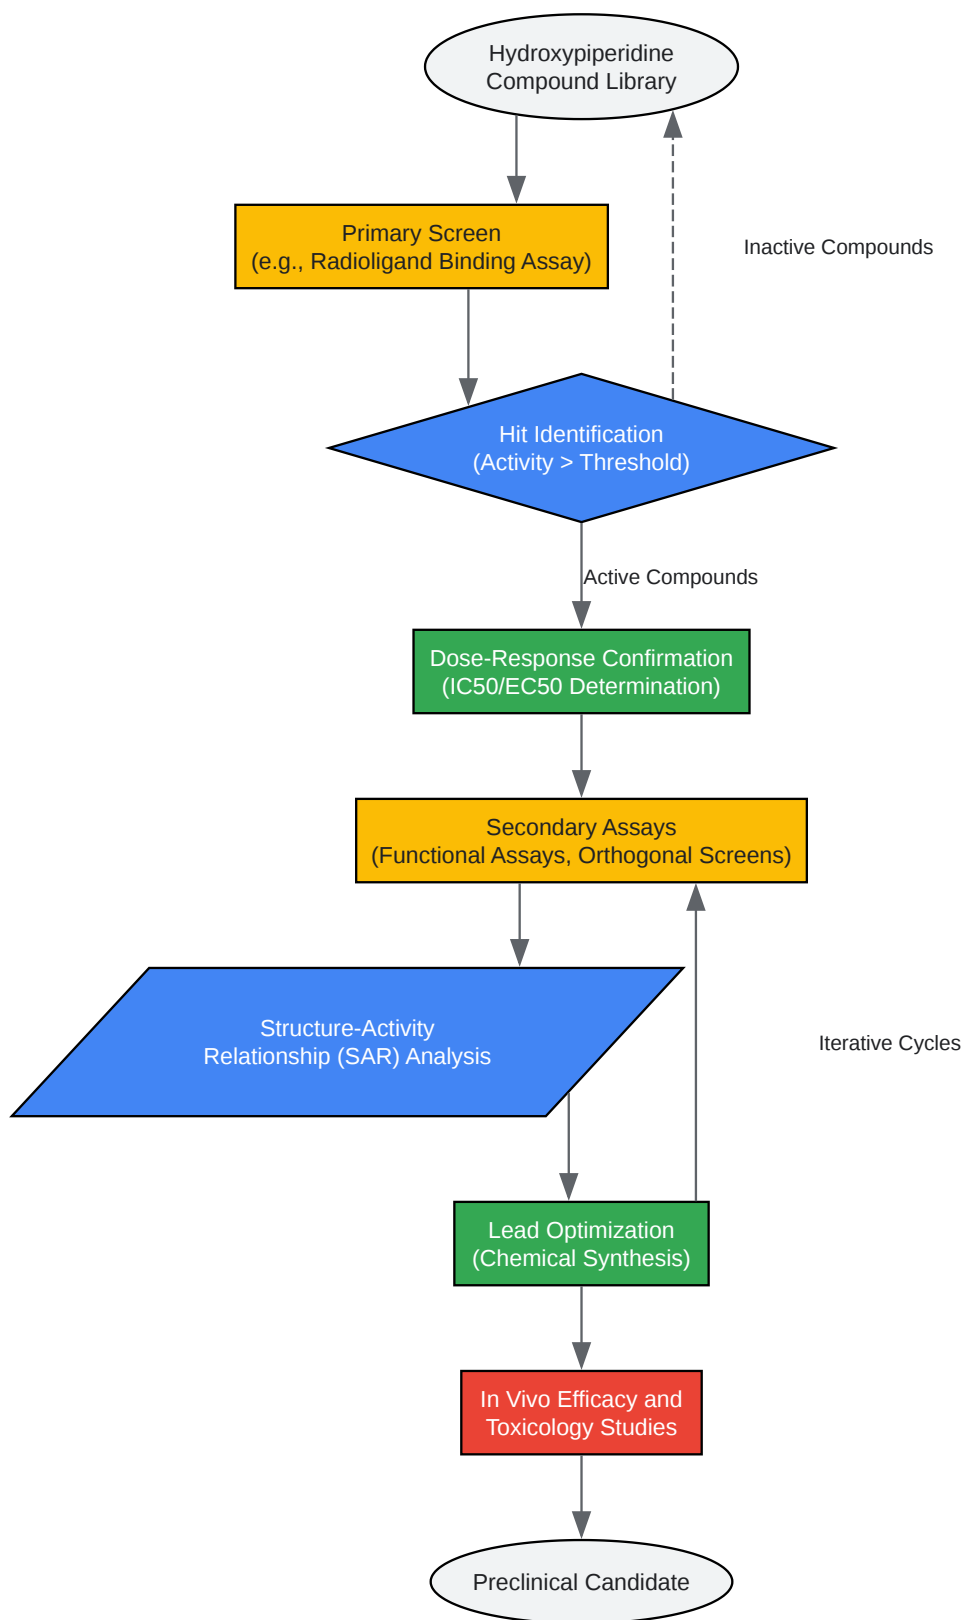 Hydroxypiperidine
Compound Library
Primary Screen
(e.g., Radioligand Binding Assay)
Inactive Compounds
Hit Identification
(Activity > Threshold)
Active Compounds
Dose-Response Confirmation
(IC50/EC50 Determination)
Secondary Assays
(Functional Assays, Orthogonal Screens)
Structure-Activity
Relationship (SAR) Analysis
Iterative Cycles
Lead Optimization
(Chemical Synthesis)
In Vivo Efficacy and
Toxicology Studies
Preclinical Candidate